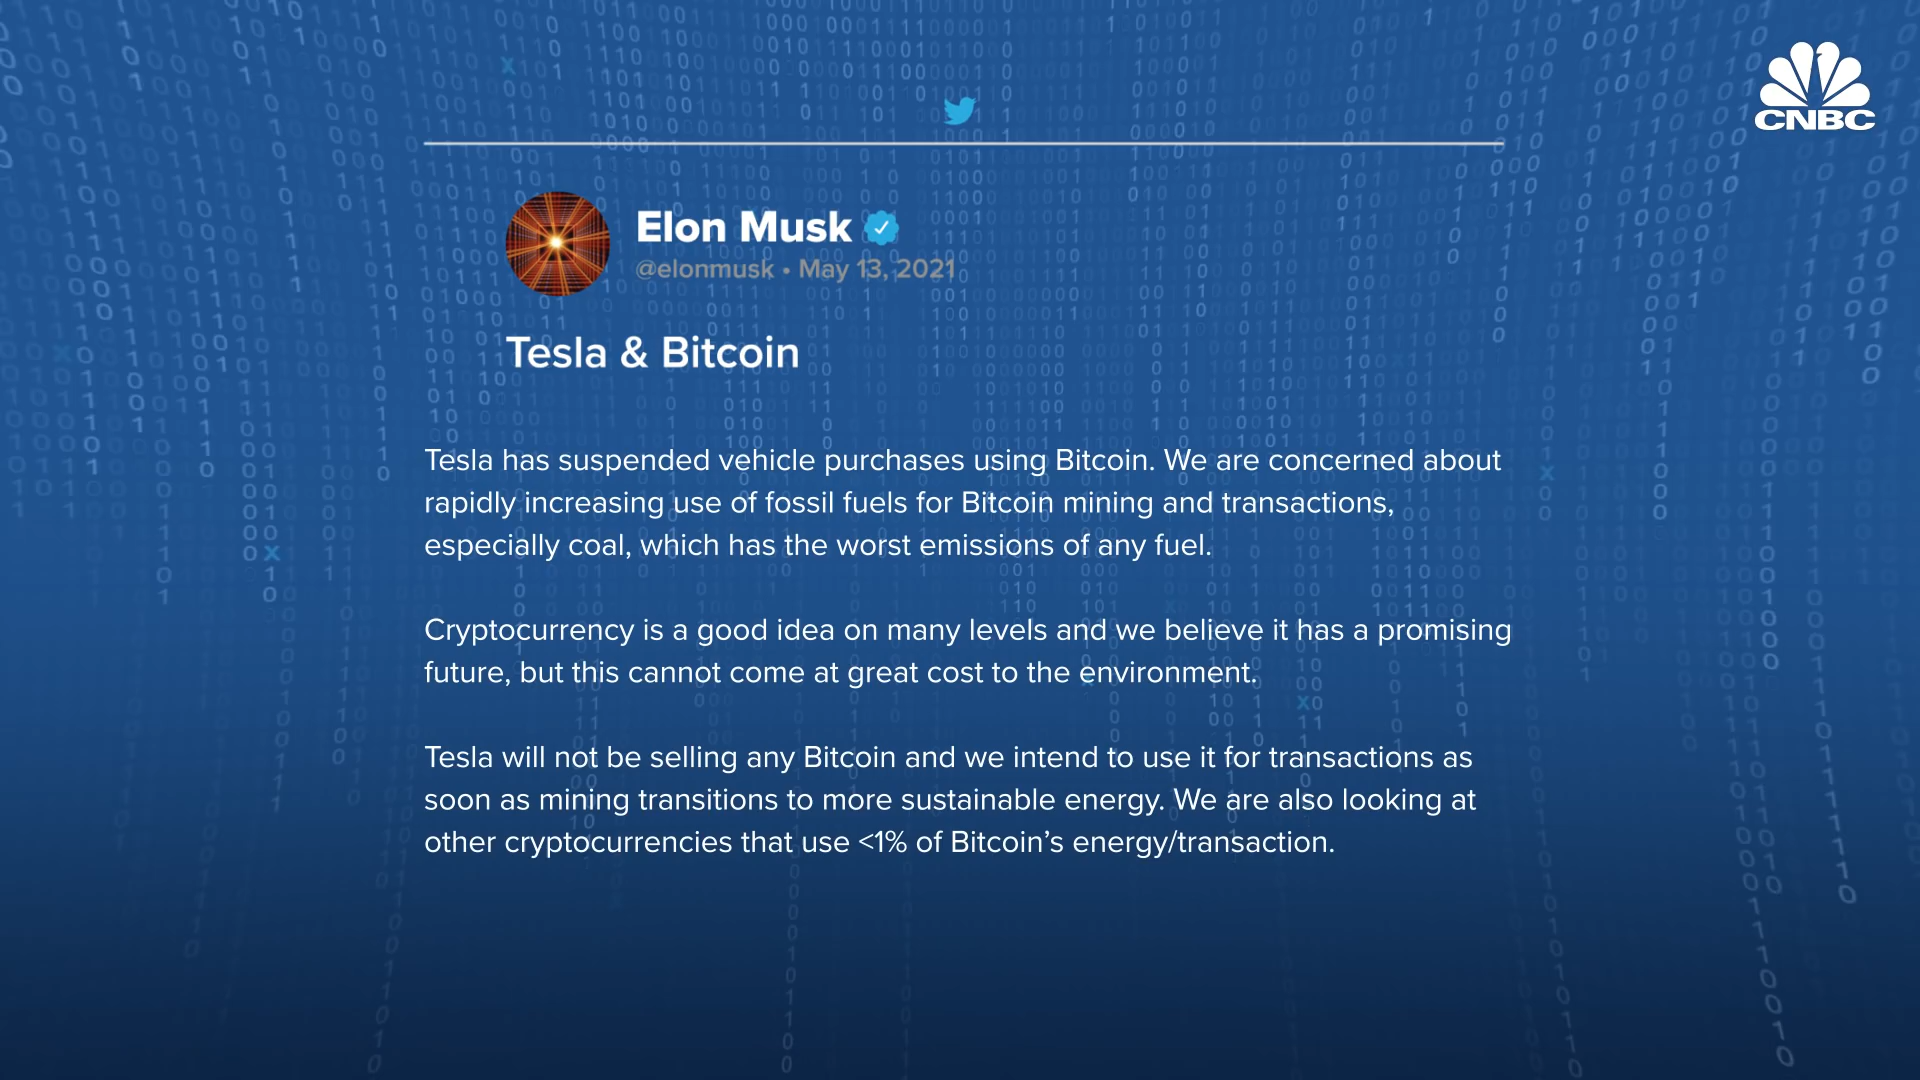 CNBC
Elon Musk
@elonmusk • May 13, 2021
Tesla & Bitcoin
Tesla has suspended vehicle purchases using Bitcoin. We are concerned about
rapidly increasing use of fossil fuels for Bitcoin mining and transactions,
especially coal, which has the worst emissions of any fuel.
Cryptocurrency is a good idea on many levels and we believe it has a promising
future, but this cannot come at great cost to the environment.
Tesla will not be selling any Bitcoin and we intend to use it for transactions as
soon as mining transitions to more sustainable energy. We are also looking at
other cryptocurrencies that use <1% of Bitcoin’s energy/transaction.